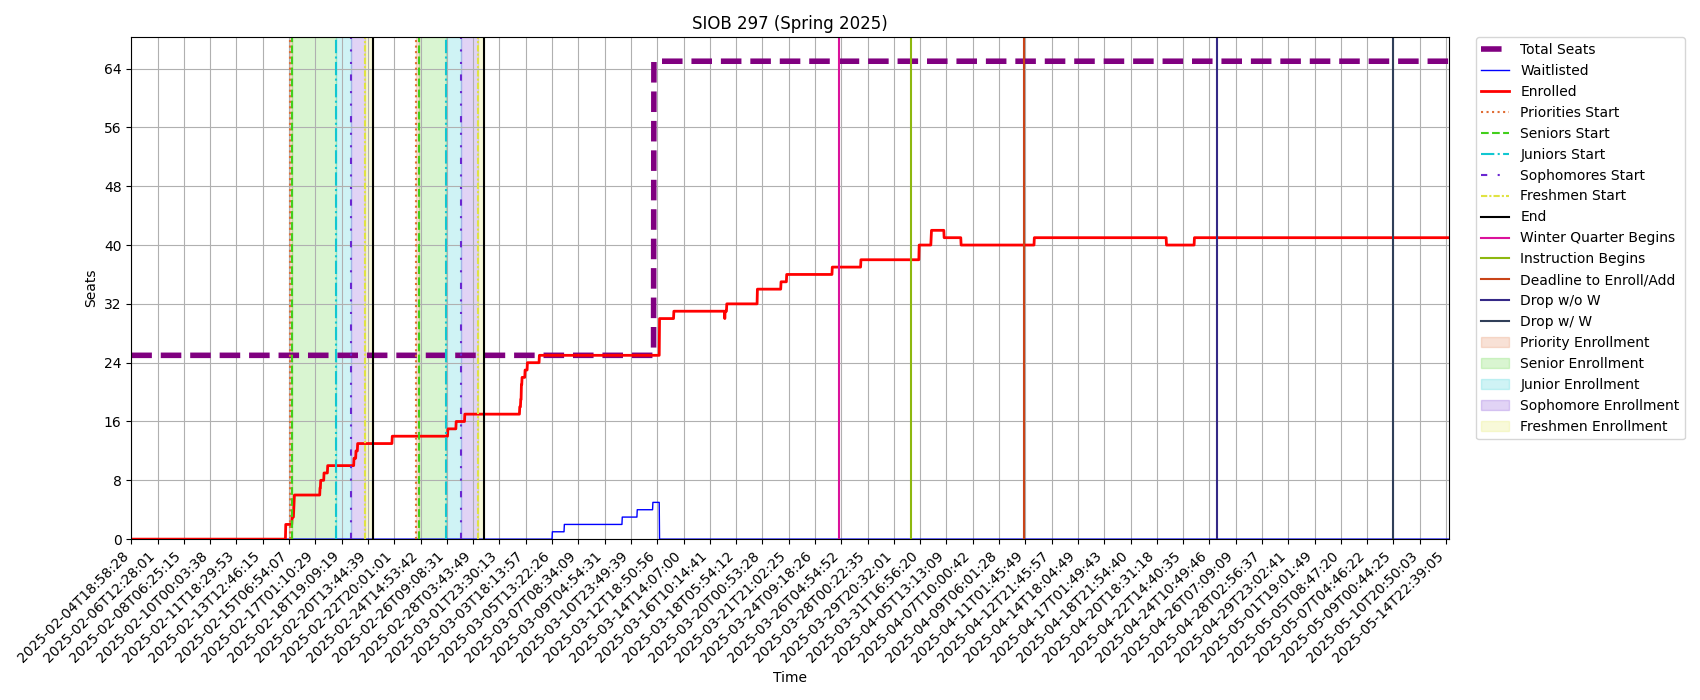 SIOB 297 (Spring 2025)
Seats
64
56
48
40
32
24
16
8
0
2025-02-04T18:58:28
2025-02-06T12:28:01
2025-02-08T06:25:15
2025-02-10T00:03:38
2025-02-11T18:29:53
2025-02-13T12:46:15
2025-02-15T06:54:07
2025-02-17T01:10:29
2025-02-18T19:09:19
2025-02-20T13:44:39
2025-02-22T20:01:01
2025-02-24T14:53:42
2025-02-26T09:08:31
2025-02-28T03:43:49
2025-03-01T23:30:13
2025-03-03T18:13:57
2025-03-05T13:22:26
2025-03-07T08:34:09
2025-03-09T04:54:31
2025-03-10T23:49:39
2025-03-12T18:50:56
2025-03-14T14:07:00
2025-03-16T10:14:41
2025-03-18T05:54:12
2025-03-20T00:53:28
2025-03-21T21:02:25
2025-03-24T09:18:26
2025-03-26T04:54:52
2025-03-28T00:22:35
2025-03-29T20:32:01
2025-03-31T16:56:20
2025-04-05T13:13:09
2025-04-07T10:00:42
2025-04-09T06:01:28
2025-04-11T01:45:49
2025-04-12T21:45:57
2025-04-14T18:04:49
2025-04-17T01:49:43
2025-04-18T21:54:40
2025-04-20T18:31:18
2025-04-22T14:40:35
2025-04-24T10:49:46
2025-04-26T07:09:09
2025-04-28T02:56:37
2025-04-29T23:02:41
2025-05-01T19:01:49
2025-05-05T08:47:20
2025-05-07T04:46:22
2025-05-09T00:44:25
2025-05-10T20:50:03
2025-05-14T22:39:05
Time
Total Seats
Waitlisted
Enrolled
Priorities Start
Seniors Start
Juniors Start
Sophomores Start
Freshmen Start
End
Winter Quarter Begins
Instruction Begins
Deadline to Enroll/Add
Drop w/o W
Drop w/ W
Priority Enrollment
Senior Enrollment
Junior Enrollment
Sophomore Enrollment
Freshmen Enrollment